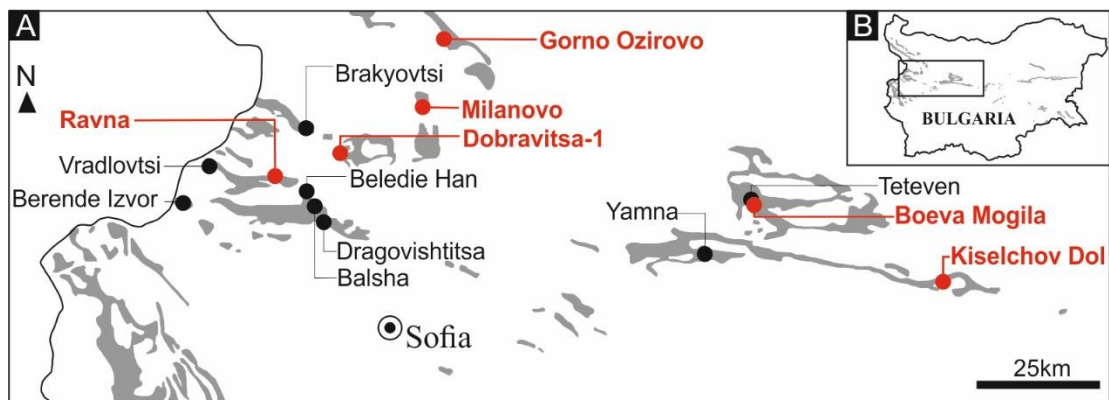 A
B
N
Gorno Ozirovo
Brakyovtsi
Milanovo
Ravna
Dobravitsa-1
Vradlovtsi
Beledie Han
Berende Izvor
Dragovishtitsa
Balsha
Sofia
BULGARIA
Teteven
Yamna
Boeva Mogila
Kiselchov Dol
25km